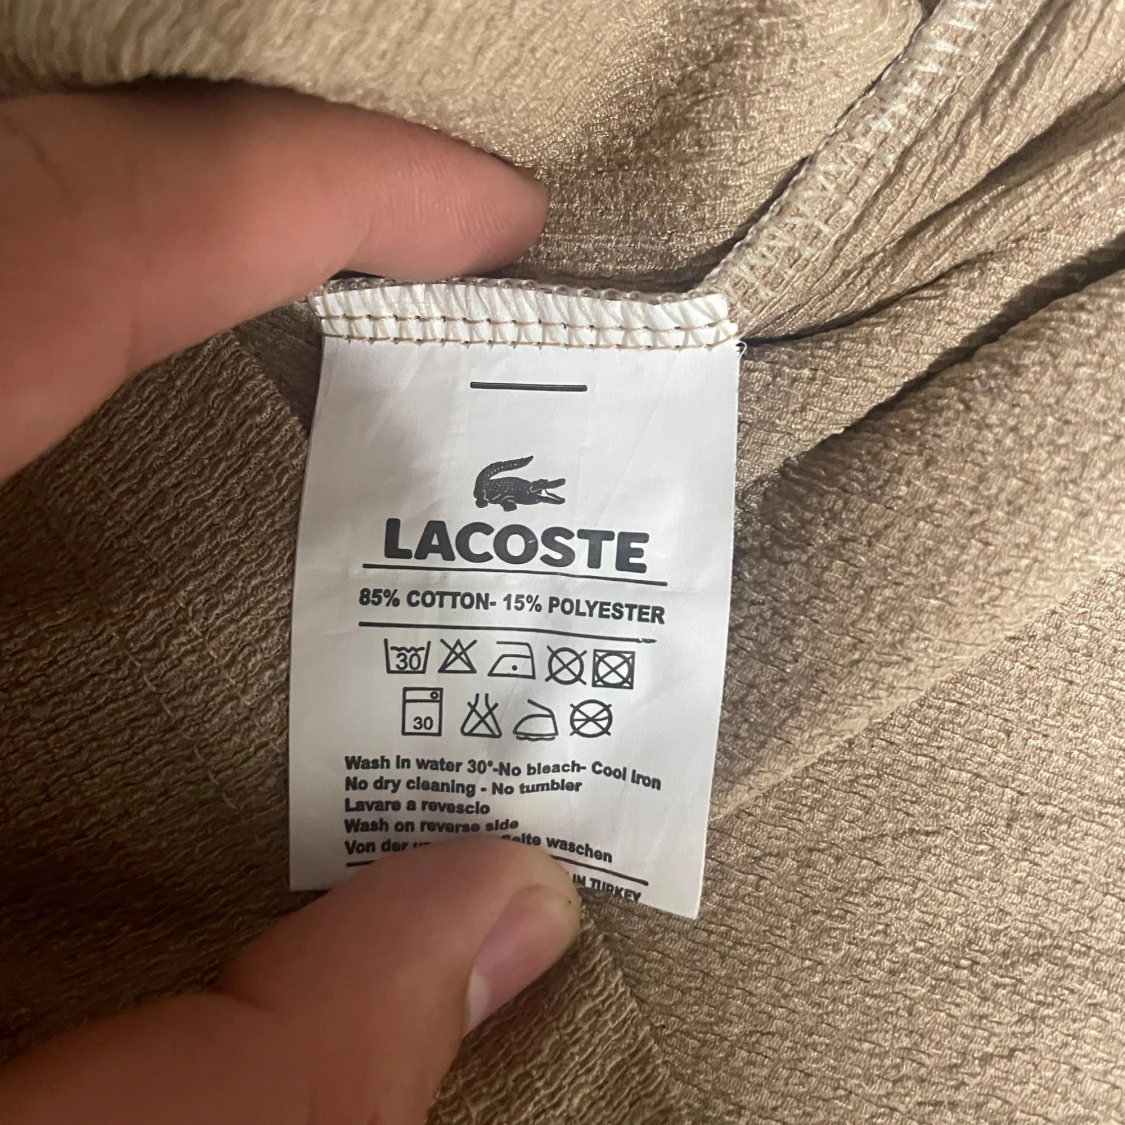 LACOSTE
85% COTTON- 15% POLYESTER
30
30
Wash in water 30°-No bleach- Cool Iron
No dry cleaning - No tumbler
Lavare a revescio
Wash on reverse side
Von der Seite waschen
IN TURKEY